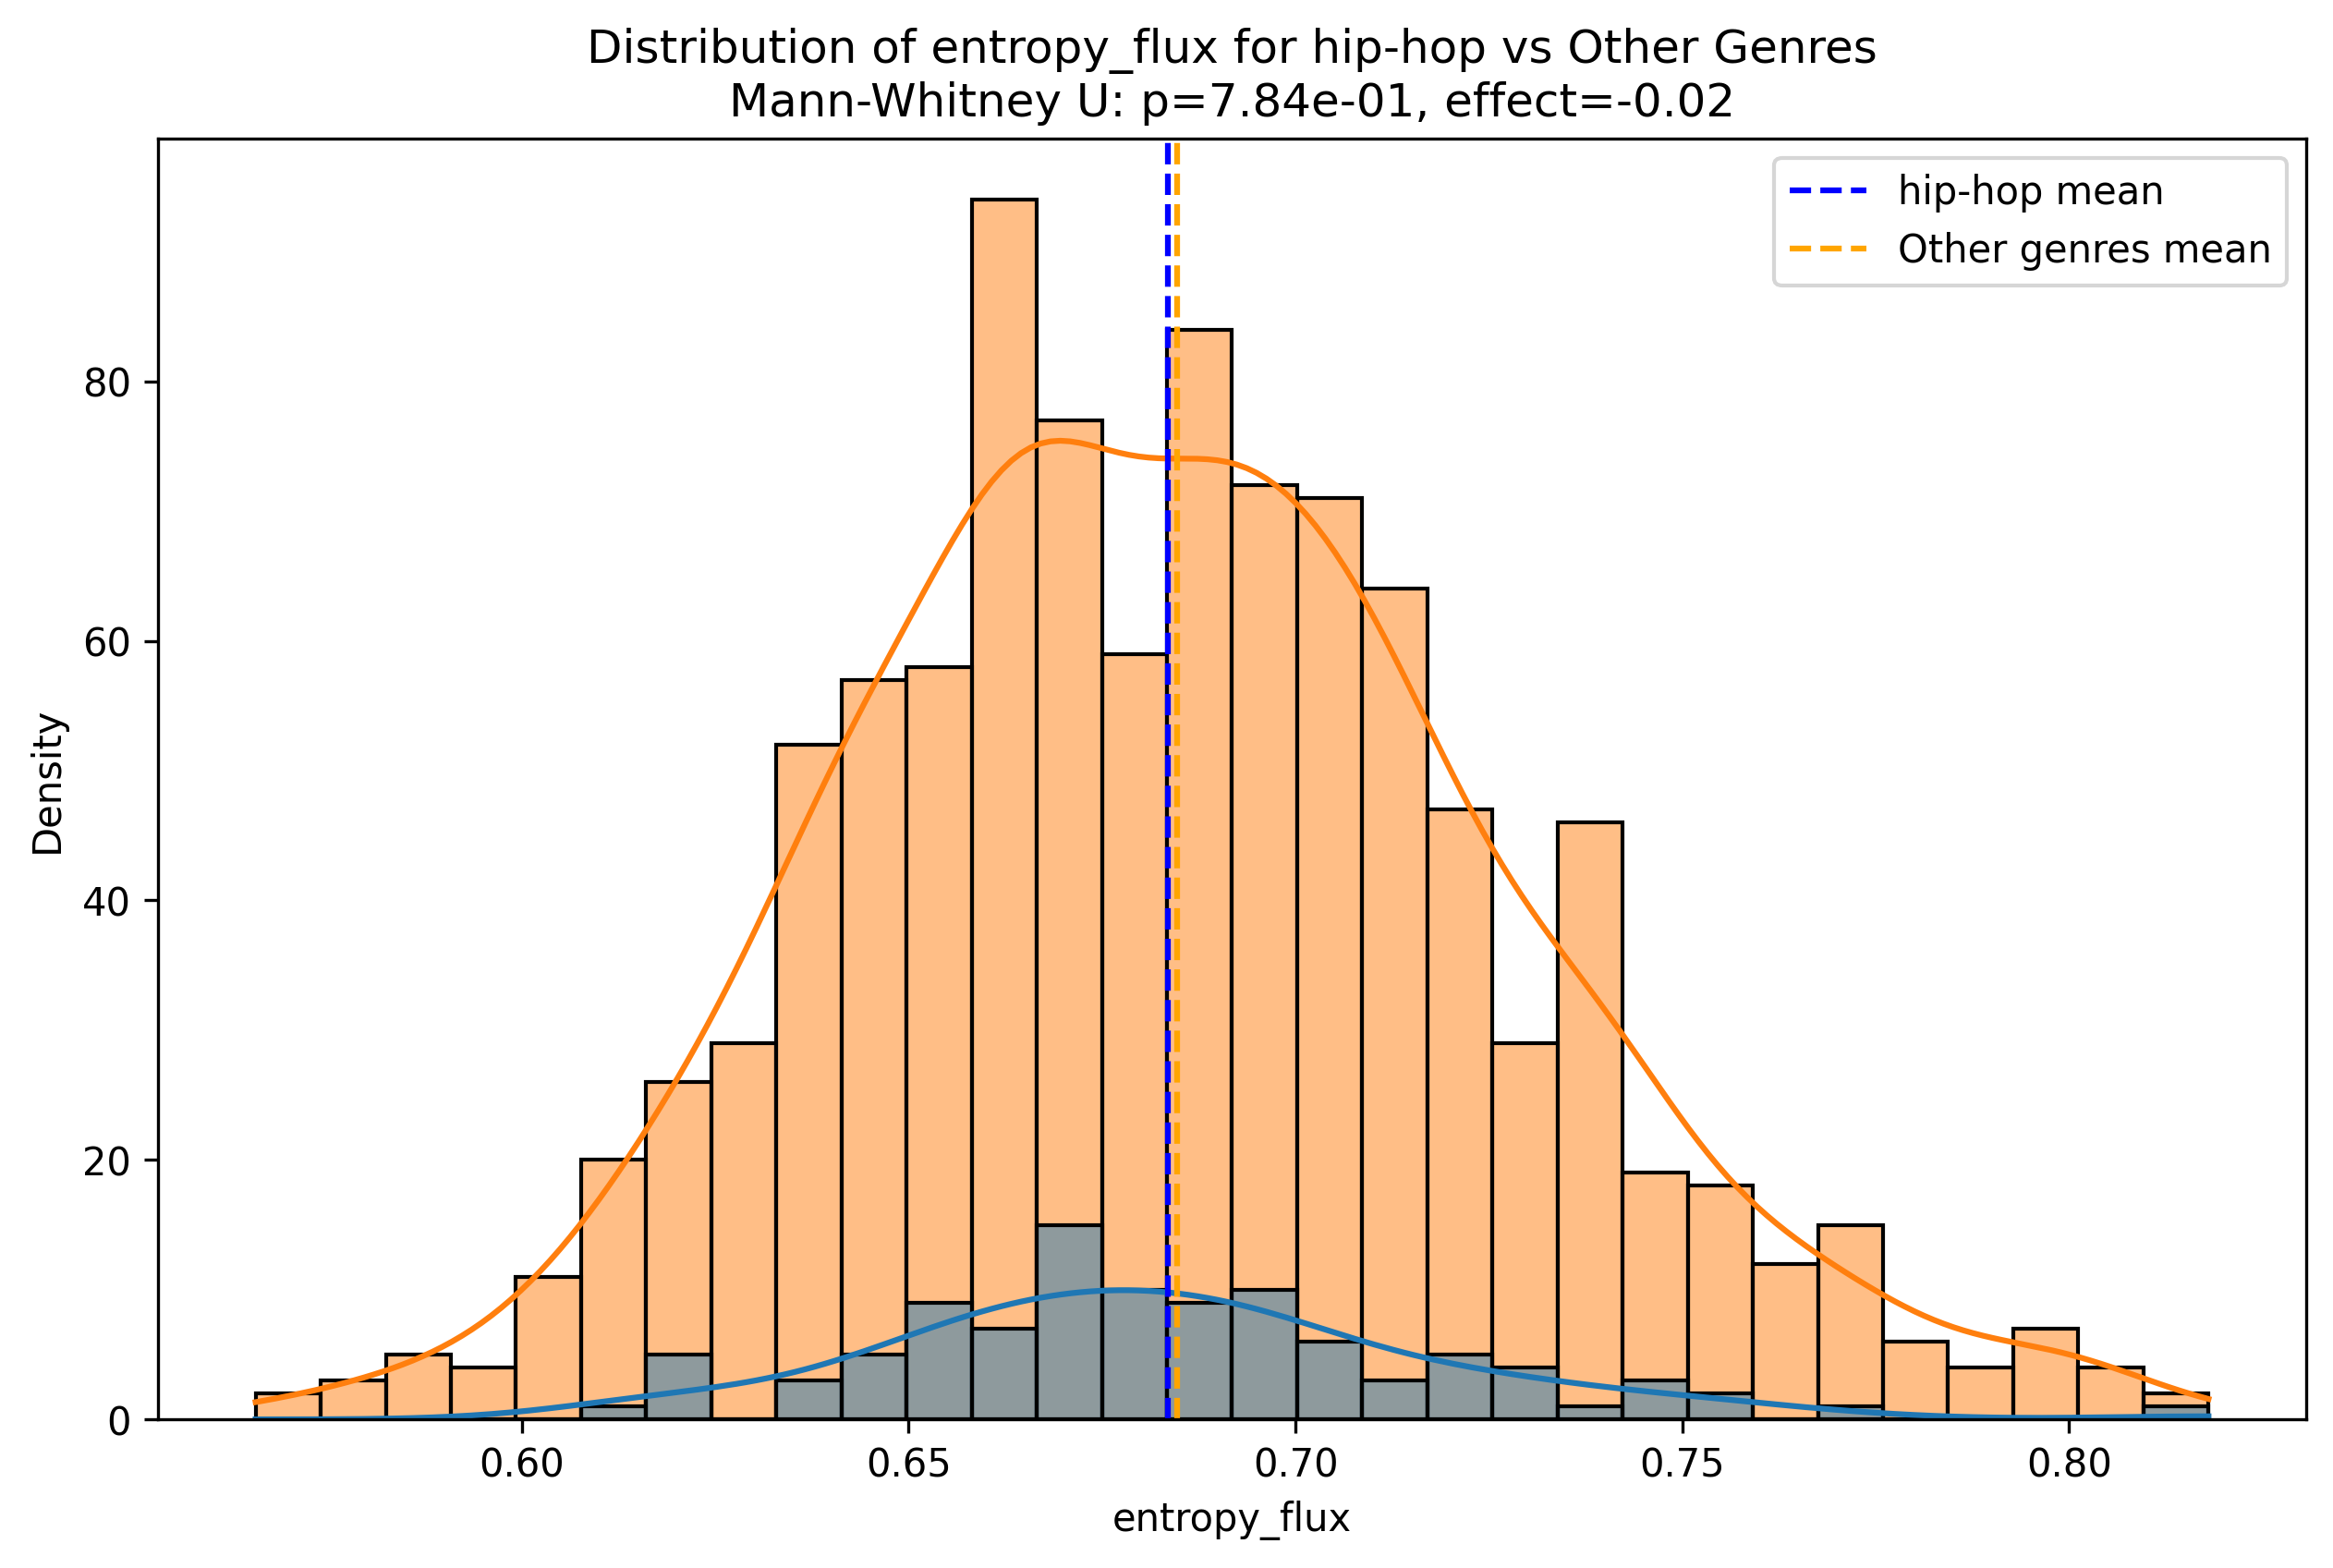 Distribution of entropy_flux for hip-hop vs Other Genres
Mann-Whitney U: p=7.84e-01, effect=-0.02
hip-hop mean
Other genres mean
80
60
40
20
0
Density
0.60 0.65 0.70 0.75 0.80
entropy_flux